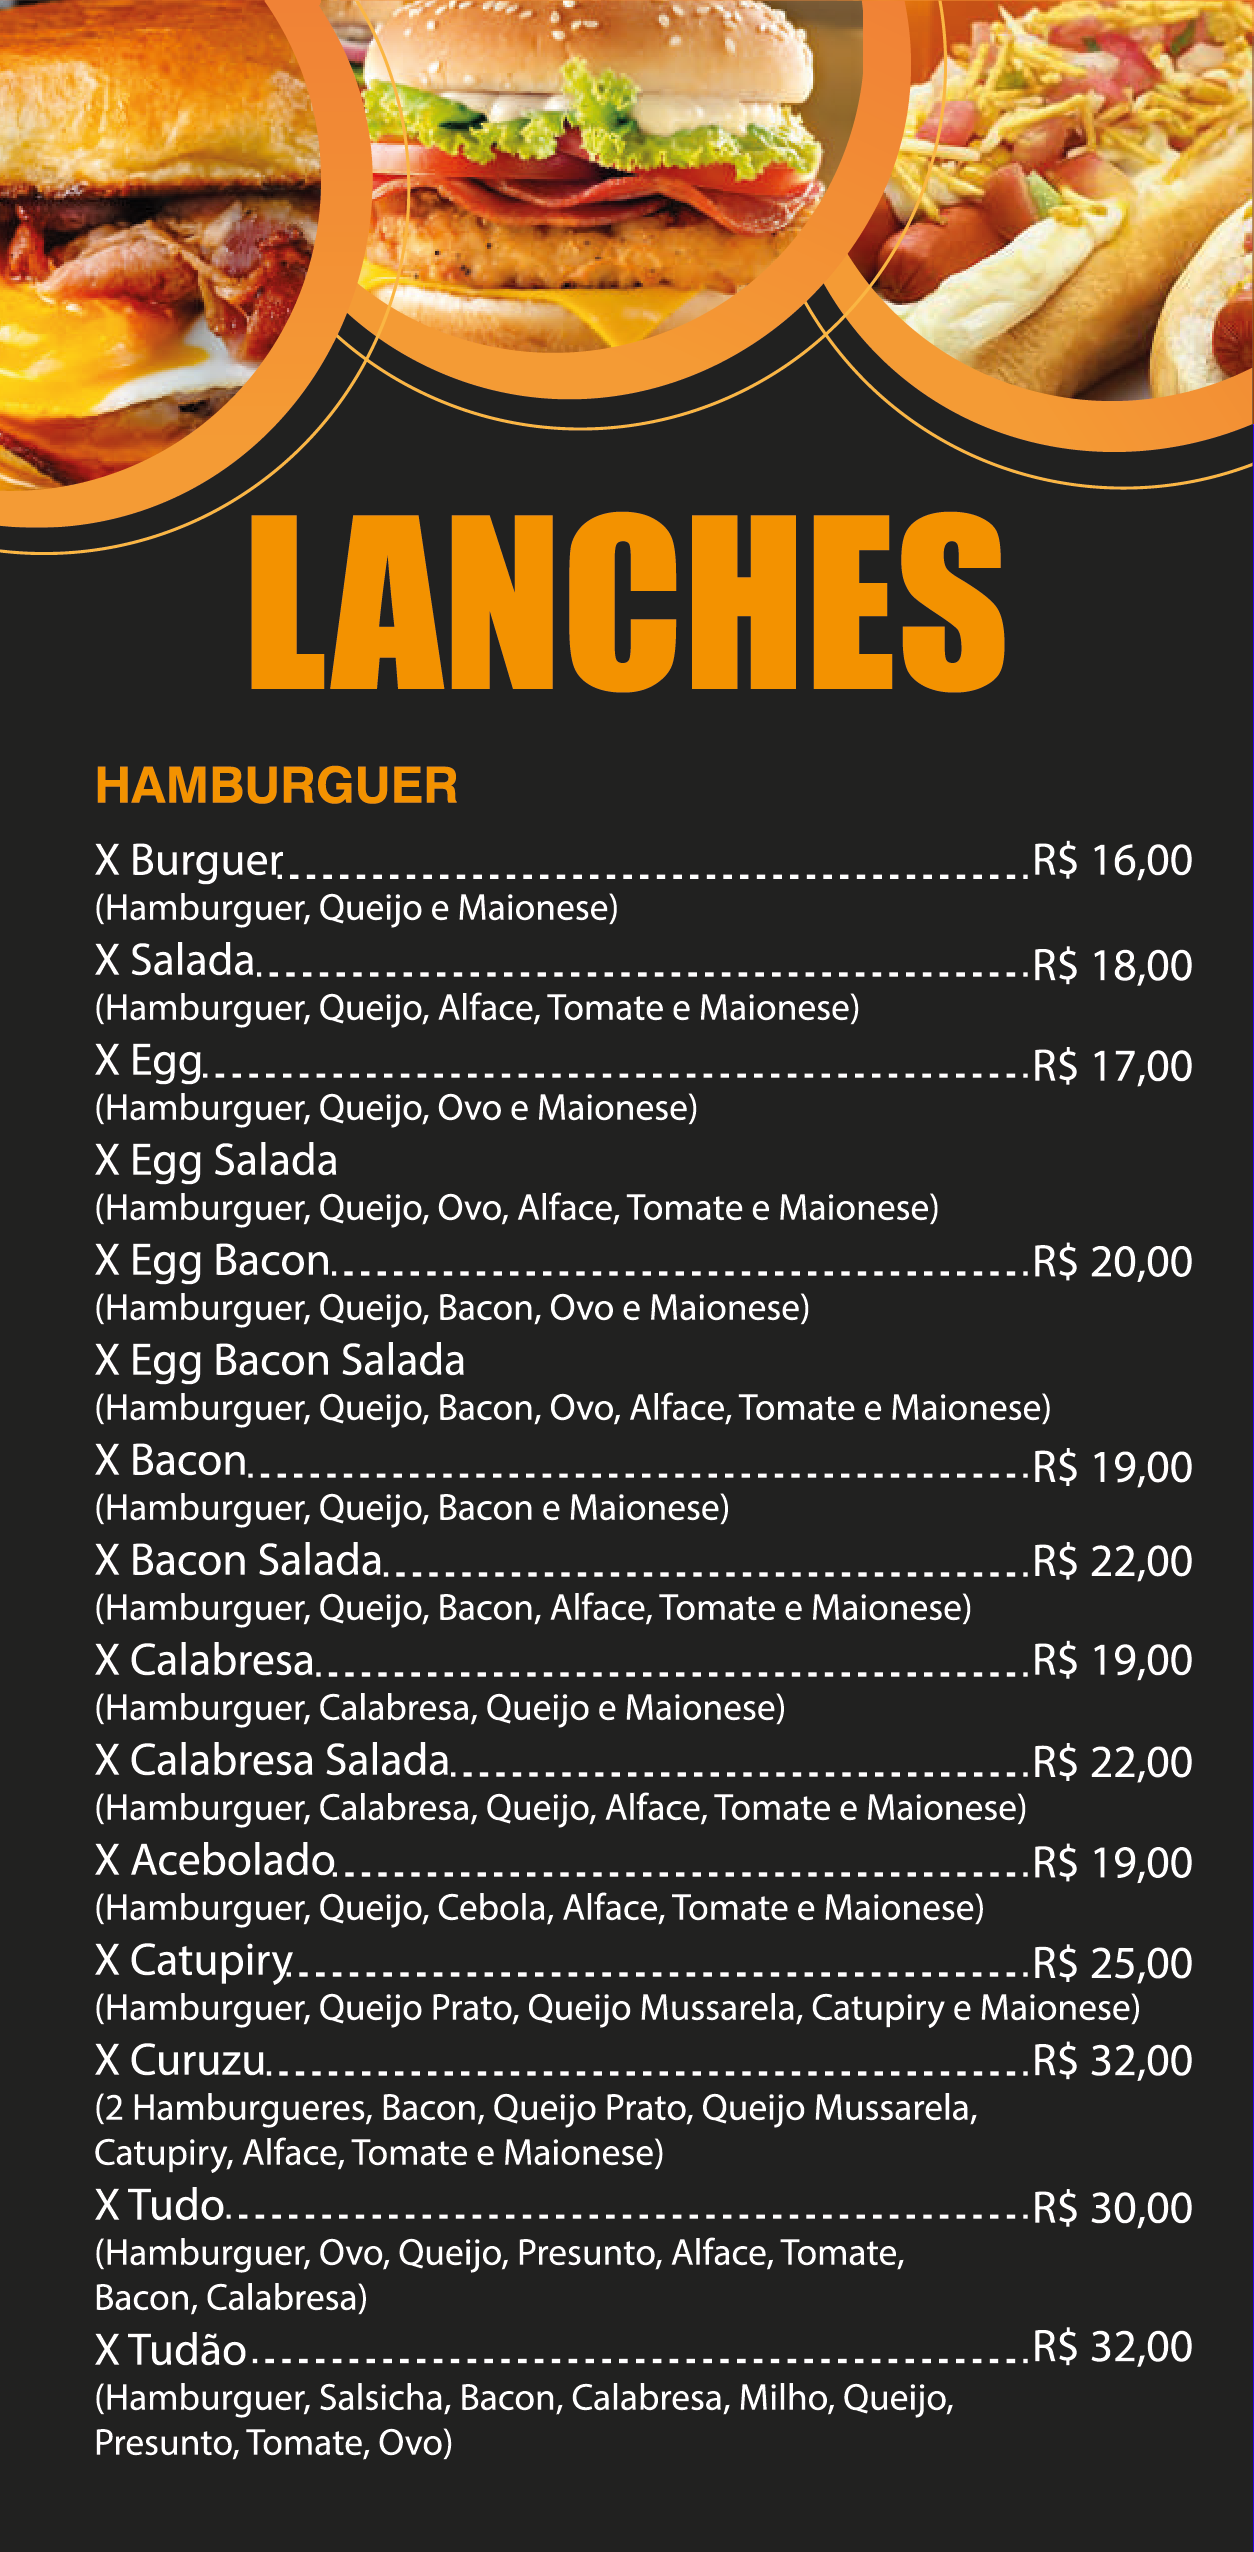 LANCHES
HAMBURGUER
X Burguer R$ 16,00
(Hamburguer, Queijo e Maionese)
X Salada R$ 18,00
(Hamburguer, Queijo, Alface, Tomate e Maionese)
X Egg R$ 17,00
(Hamburguer, Queijo, Ovo e Maionese)
X Egg Salada
(Hamburguer, Queijo, Ovo, Alface, Tomate e Maionese)
X Egg Bacon R$ 20,00
(Hamburguer, Queijo, Bacon, Ovo e Maionese)
X Egg Bacon Salada
(Hamburguer, Queijo, Bacon, Ovo, Alface, Tomate e Maionese)
X Bacon R$ 19,00
(Hamburguer, Queijo, Bacon e Maionese)
X Bacon Salada R$ 22,00
(Hamburguer, Queijo, Bacon, Alface, Tomate e Maionese)
X Calabresa R$ 19,00
(Hamburguer, Calabresa, Queijo e Maionese)
X Calabresa Salada R$ 22,00
(Hamburguer, Calabresa, Queijo, Alface, Tomate e Maionese)
X Acebolado R$ 19,00
(Hamburguer, Queijo, Cebola, Alface, Tomate e Maionese)
X Catupiry R$ 25,00
(Hamburguer, Queijo Prato, Queijo Mussarela, Catupiry e Maionese)
X Curuzu R$ 32,00
(2 Hamburgueres, Bacon, Queijo Prato, Queijo Mussarela,
Catupiry, Alface, Tomate e Maionese)
X Tudo R$ 30,00
(Hamburguer, Ovo, Queijo, Presunto, Alface, Tomate,
Bacon, Calabresa)
X Tudão R$ 32,00
(Hamburguer, Salsicha, Bacon, Calabresa, Milho, Queijo,
Presunto, Tomate, Ovo)